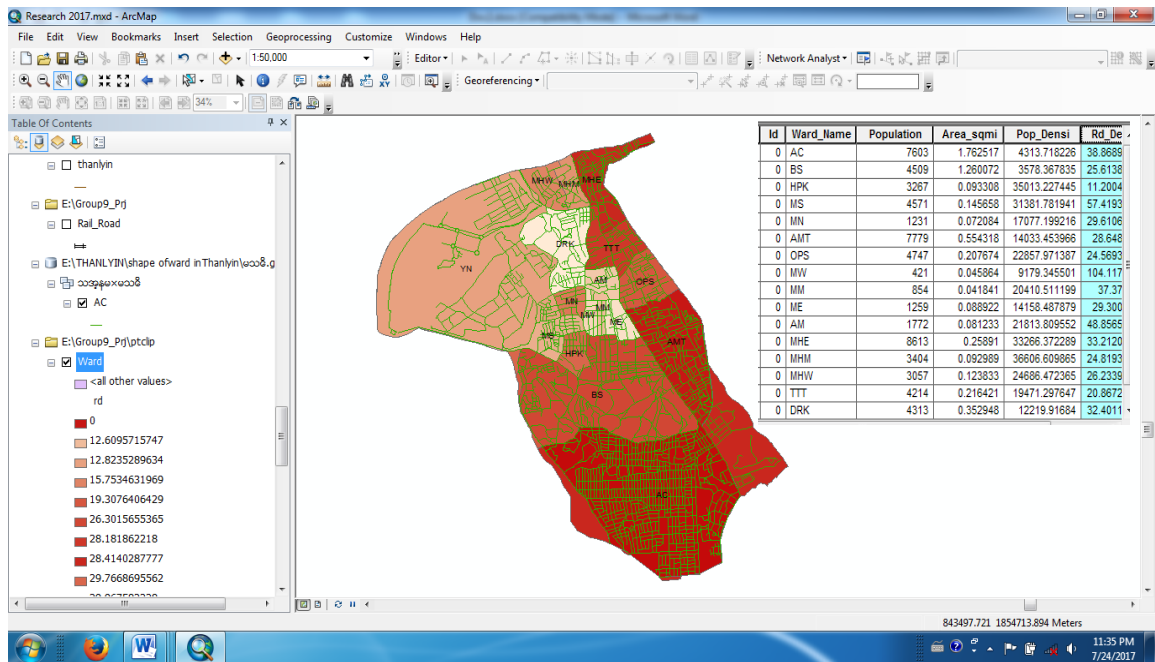 Research 2017.mxd - ArcMap
File Edit View Bookmarks Insert Selection Geoprocessing Customize Windows Help
1:50,000 Editor Network Analyst
Georeferencing
34%
Table Of Contents
thanlyin
E:\Group9_Prj
Rail_Road
E:\THANLYIN\shape ofward inThanlyin\မသစ်.g
AC
E:\Group9_Prj\ptclip
Ward
<all other values>
rd
0
12.6095715747
12.8235289634
15.7534631969
19.3076406429
26.3015655365
28.181862218
28.4140287777
29.7668695562
MHW MHM MHE
DRK TTT
YN
AM OPS
MN MM
MW ME
MS
HPK AMT
BS
AC
Id Ward_Name Population Area_sqmi Pop_Densi Rd_De
0 AC 7603 1.762517 4313.718226 38.8689
0 BS 4509 1.260072 3578.367835 25.6138
0 HPK 3267 0.093308 35013.227445 11.2004
0 MS 4571 0.145658 31381.781941 57.4193
0 MN 1231 0.072084 17077.199216 29.6106
0 AMT 7779 0.554318 14033.453966 28.648
0 OPS 4747 0.207674 22857.971387 24.5693
0 MW 421 0.045864 9179.345501 104.117
0 MM 854 0.041841 20410.511199 37.37
0 ME 1259 0.088922 14158.487879 29.300
0 AM 1772 0.081233 21813.809552 48.8565
0 MHE 8613 0.25891 33266.372289 33.2120
0 MHM 3404 0.092989 36606.609865 24.8193
0 MHW 3057 0.123833 24686.472365 26.2339
0 TTT 4214 0.216421 19471.297647 20.8672
0 DRK 4313 0.352948 12219.91684 32.4011
843497.721 1854713.894 Meters
11:35 PM
7/24/2017